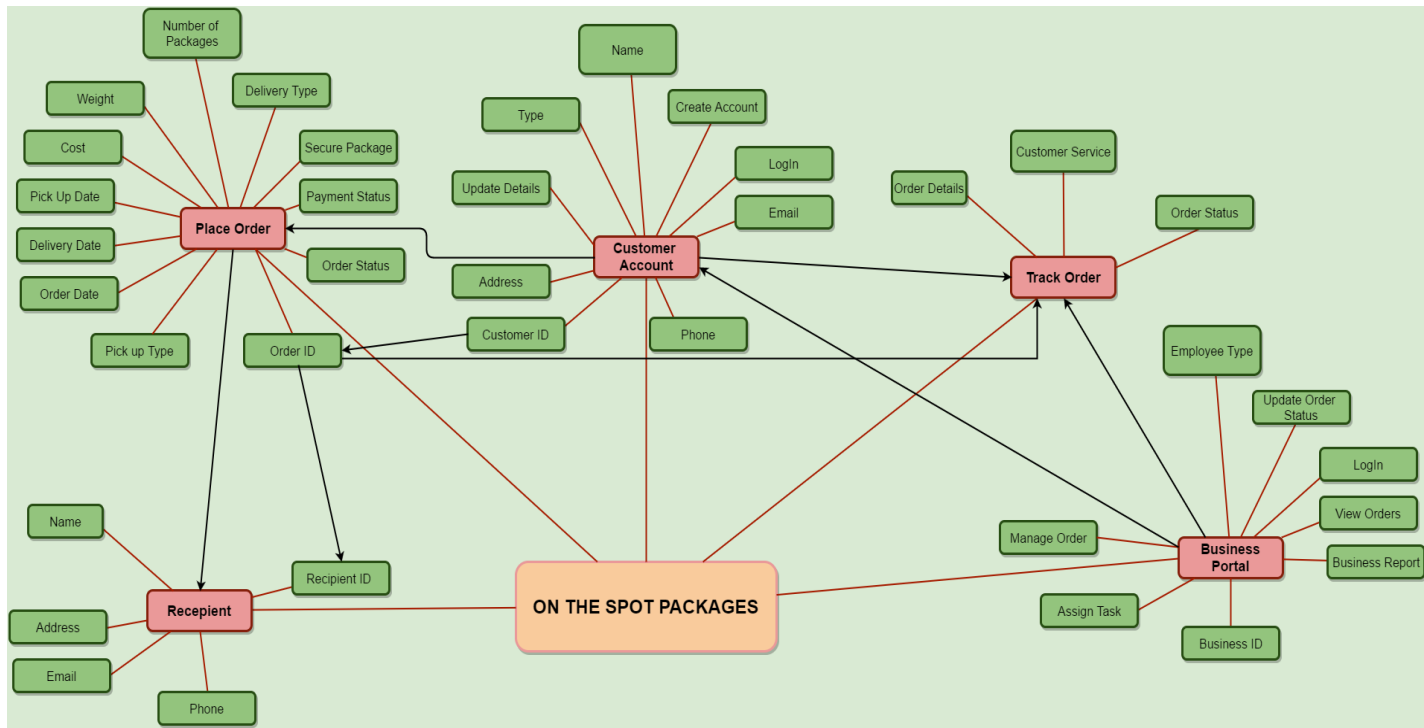 Number of
Packages
Weight
Delivery Type
Cost
Secure Package
Pick Up Date
Payment Status
Place Order
Delivery Date
Order Status
Order Date
Pick up Type
Order ID
Name
Create Account
Type
LogIn
Update Details
Email
Customer
Account
Address
Customer ID
Phone
Customer Service
Order Details
Order Status
Track Order
Employee Type
Update Order
Status
LogIn
View Orders
Manage Order
Business
Portal
Business Report
Assign Task
Business ID
Name
Recipient ID
Recepient
Address
Email
Phone
ON THE SPOT PACKAGES